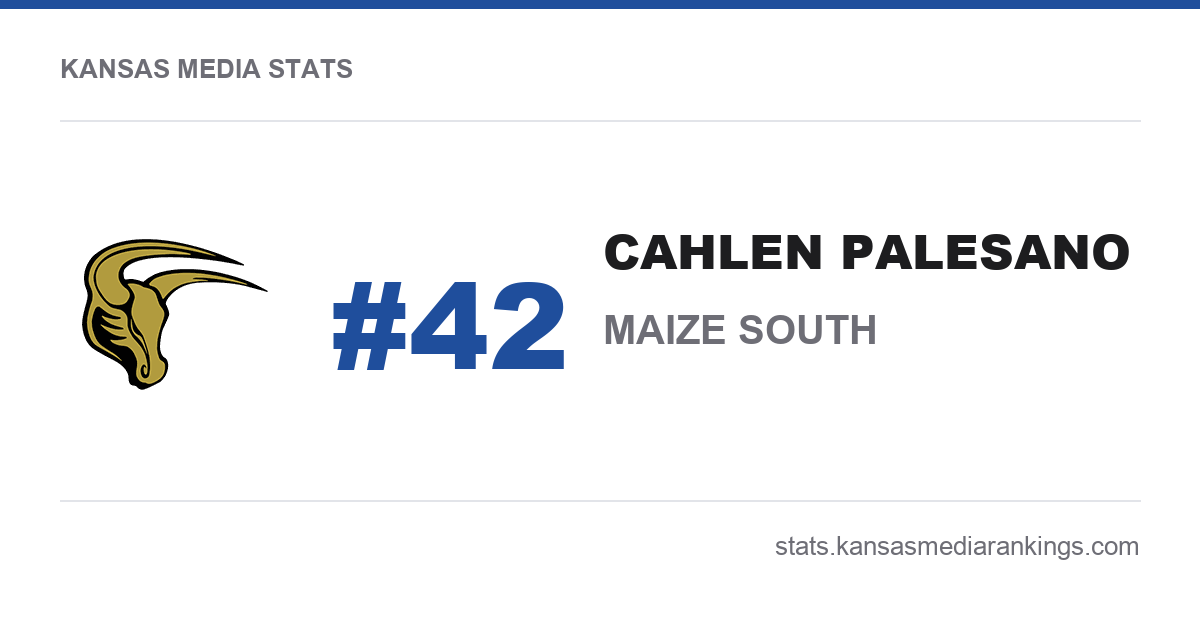 KANSAS MEDIA STATS
#42
CAHLEN PALESANO
MAIZE SOUTH
stats.kansasmediarankings.com